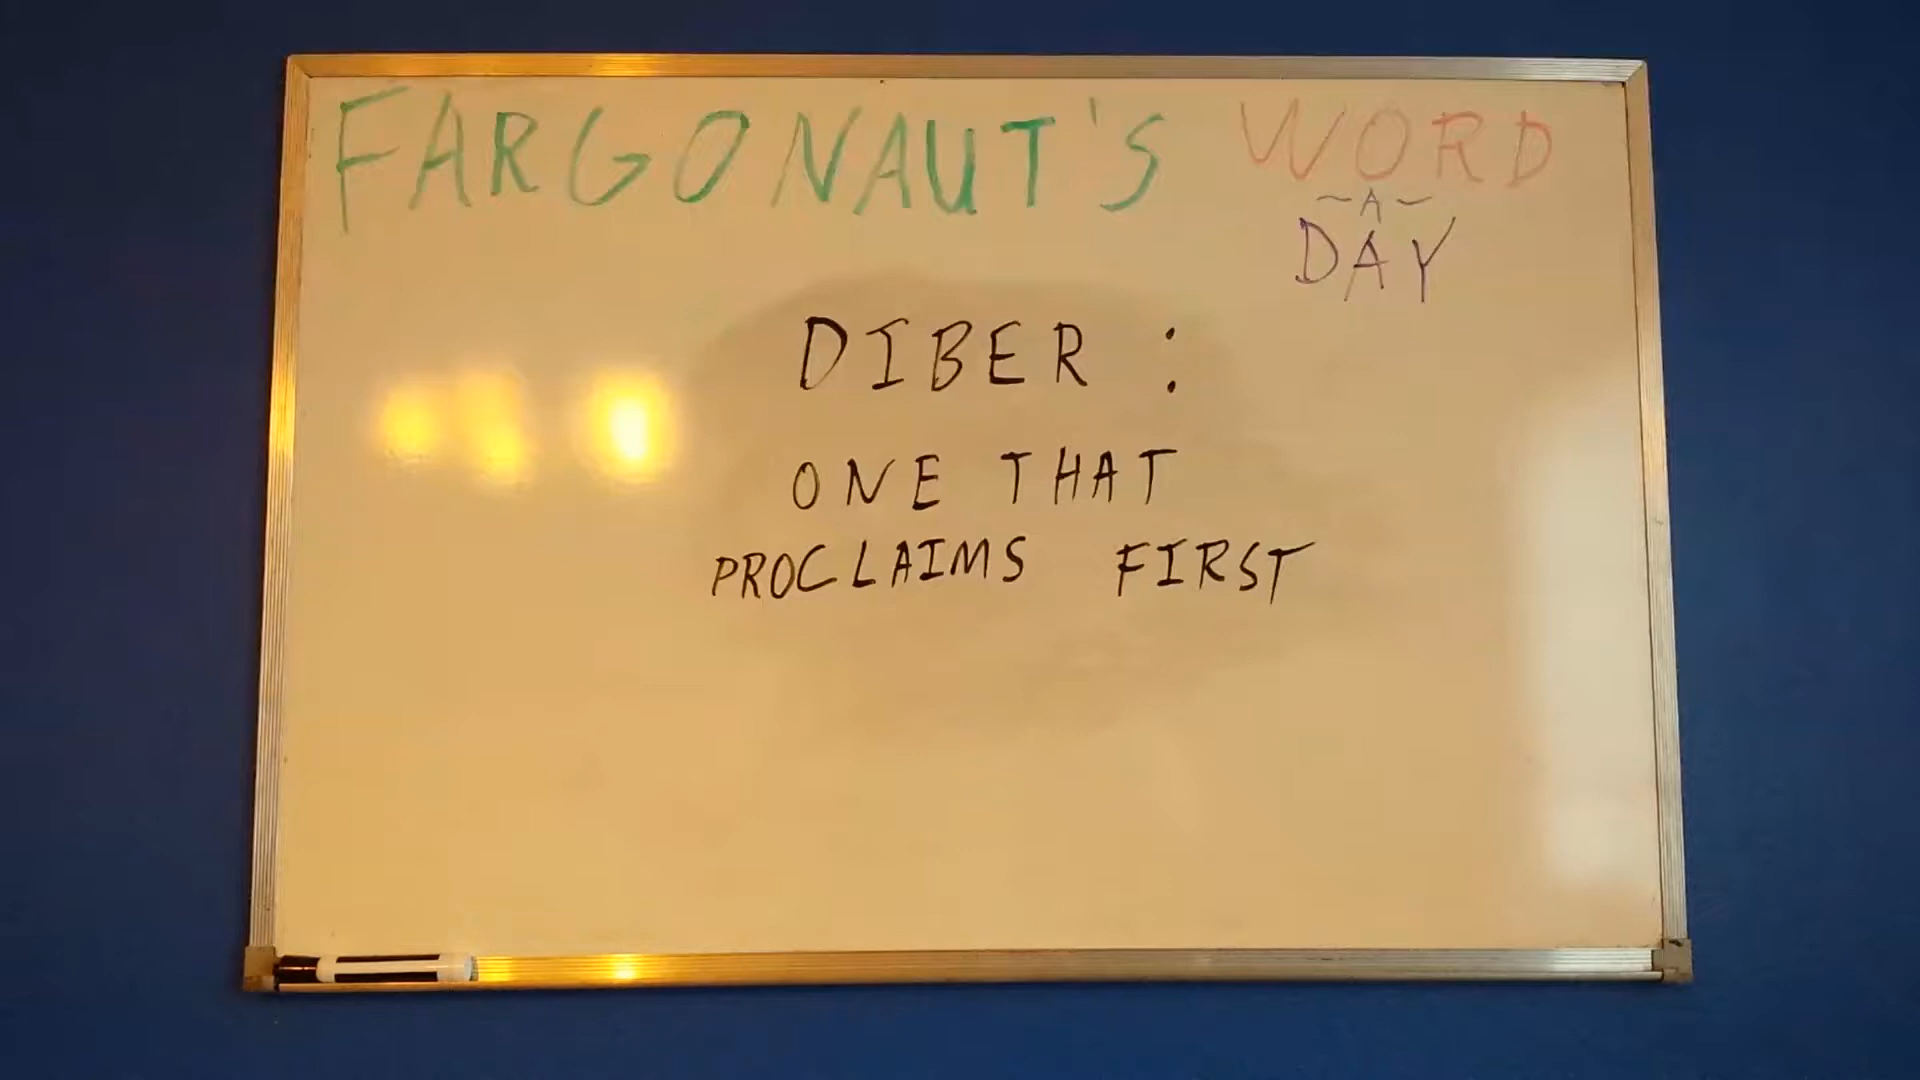 FARGONAUT'S WORD
~A~
DAY
DIBER :
ONE THAT
PROCLAIMS FIRST